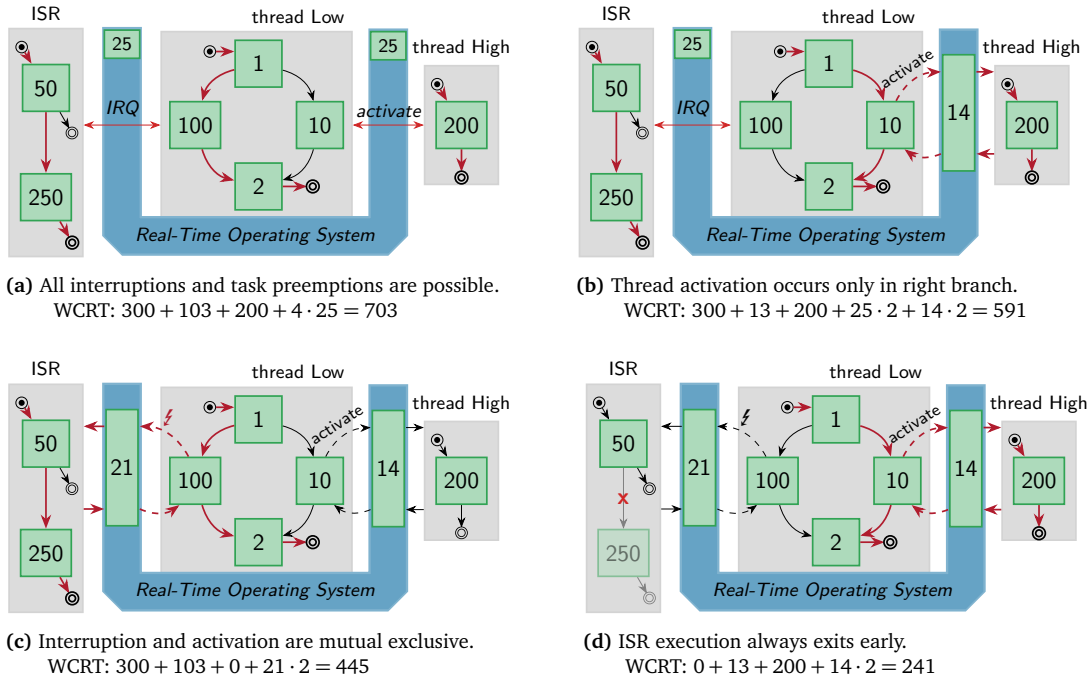 ISR
thread Low
25
25
thread High
50
1
IRQ
100
10
activate
200
250
2
Real-Time Operating System
(a) All interruptions and task preemptions are possible.
WCRT: 300 + 103 + 200 + 4 · 25 = 703
ISR
thread Low
25
thread High
50
1
activate
IRQ
100
10
14
200
250
2
Real-Time Operating System
(b) Thread activation occurs only in right branch.
WCRT: 300 + 13 + 200 + 25 · 2 + 14 · 2 = 591
ISR
thread Low
thread High
50
1
activate
21
100
10
14
200
250
2
Real-Time Operating System
(c) Interruption and activation are mutual exclusive.
WCRT: 300 + 103 + 0 + 21 · 2 = 445
ISR
thread Low
thread High
50
1
activate
21
100
10
14
200
x
250
2
Real-Time Operating System
(d) ISR execution always exits early.
WCRT: 0 + 13 + 200 + 14 · 2 = 241